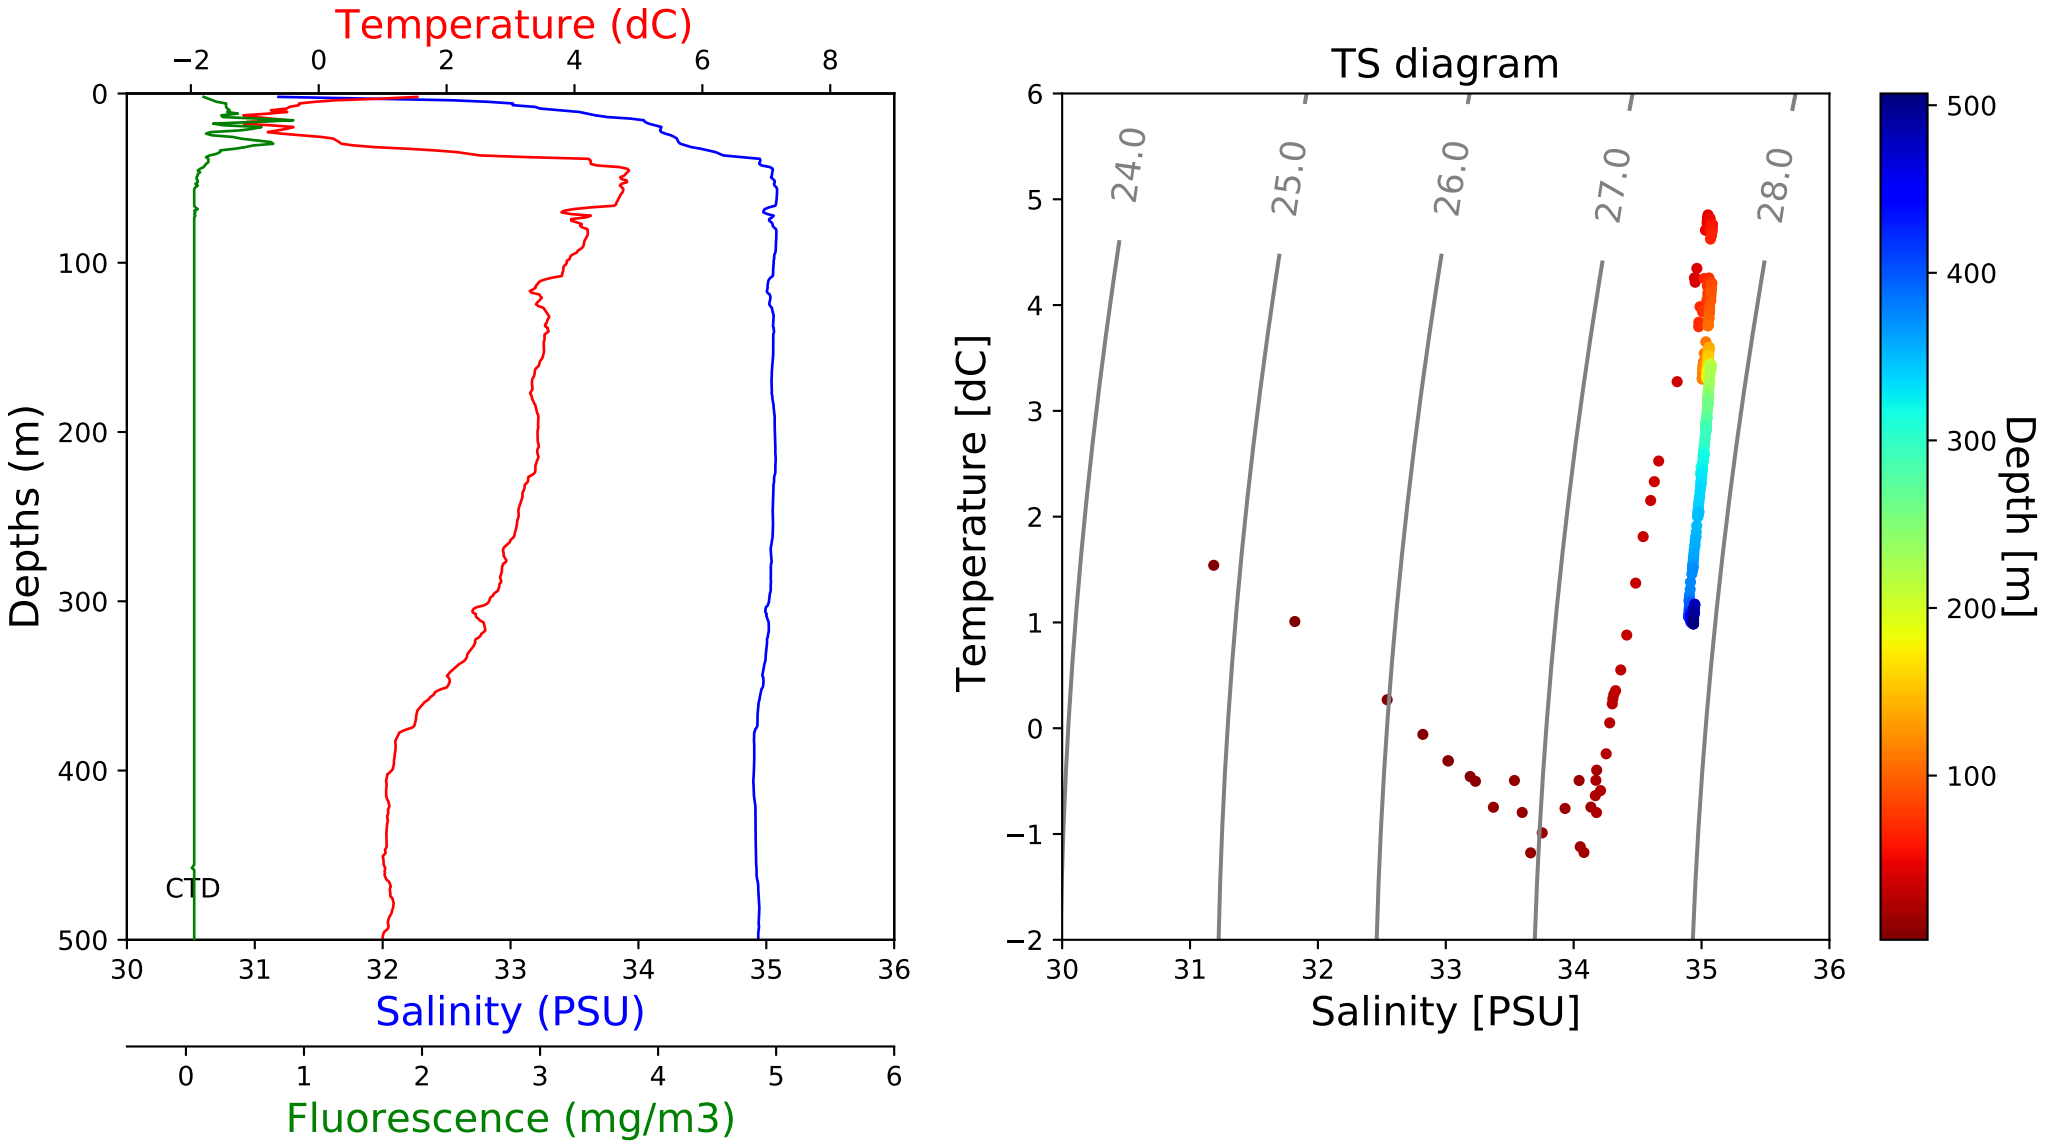 Temperature (dC)
−2 0 2 4 6 8
0
100
200
300
400
500
Depths (m)
CTD
30 31 32 33 34 35 36
Salinity (PSU)
0 1 2 3 4 5 6
Fluorescence (mg/m3)
TS diagram
6
5
4
3
2
1
0
−1
−2
Temperature [dC]
24.0 25.0 26.0 27.0 28.0
30 31 32 33 34 35 36
Salinity [PSU]
500
400
300
200
100
Depth [m]